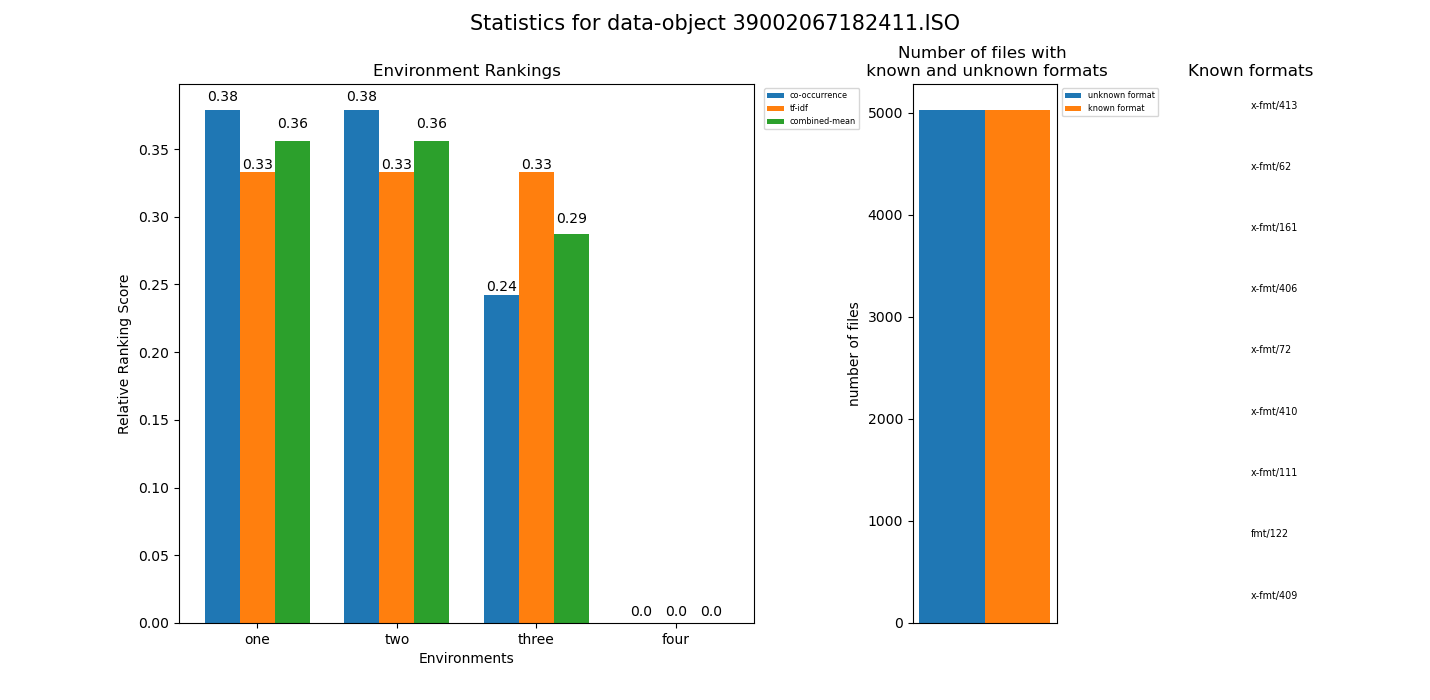 Statistics for data-object 39002067182411.ISO
Environment Rankings
0.38
0.33
0.36
0.38
0.33
0.36
0.24
0.33
0.29
0.0
0.0
0.0
0.35
0.30
0.25
0.20
0.15
0.10
0.05
0.00
Relative Ranking Score
one
two
three
four
Environments
co-occurrence
tf-idf
combined-mean
Number of files with
known and unknown formats
5000
4000
3000
2000
1000
0
number of files
unknown format
known format
Known formats
x-fmt/413
x-fmt/62
x-fmt/161
x-fmt/406
x-fmt/72
x-fmt/410
x-fmt/111
fmt/122
x-fmt/409